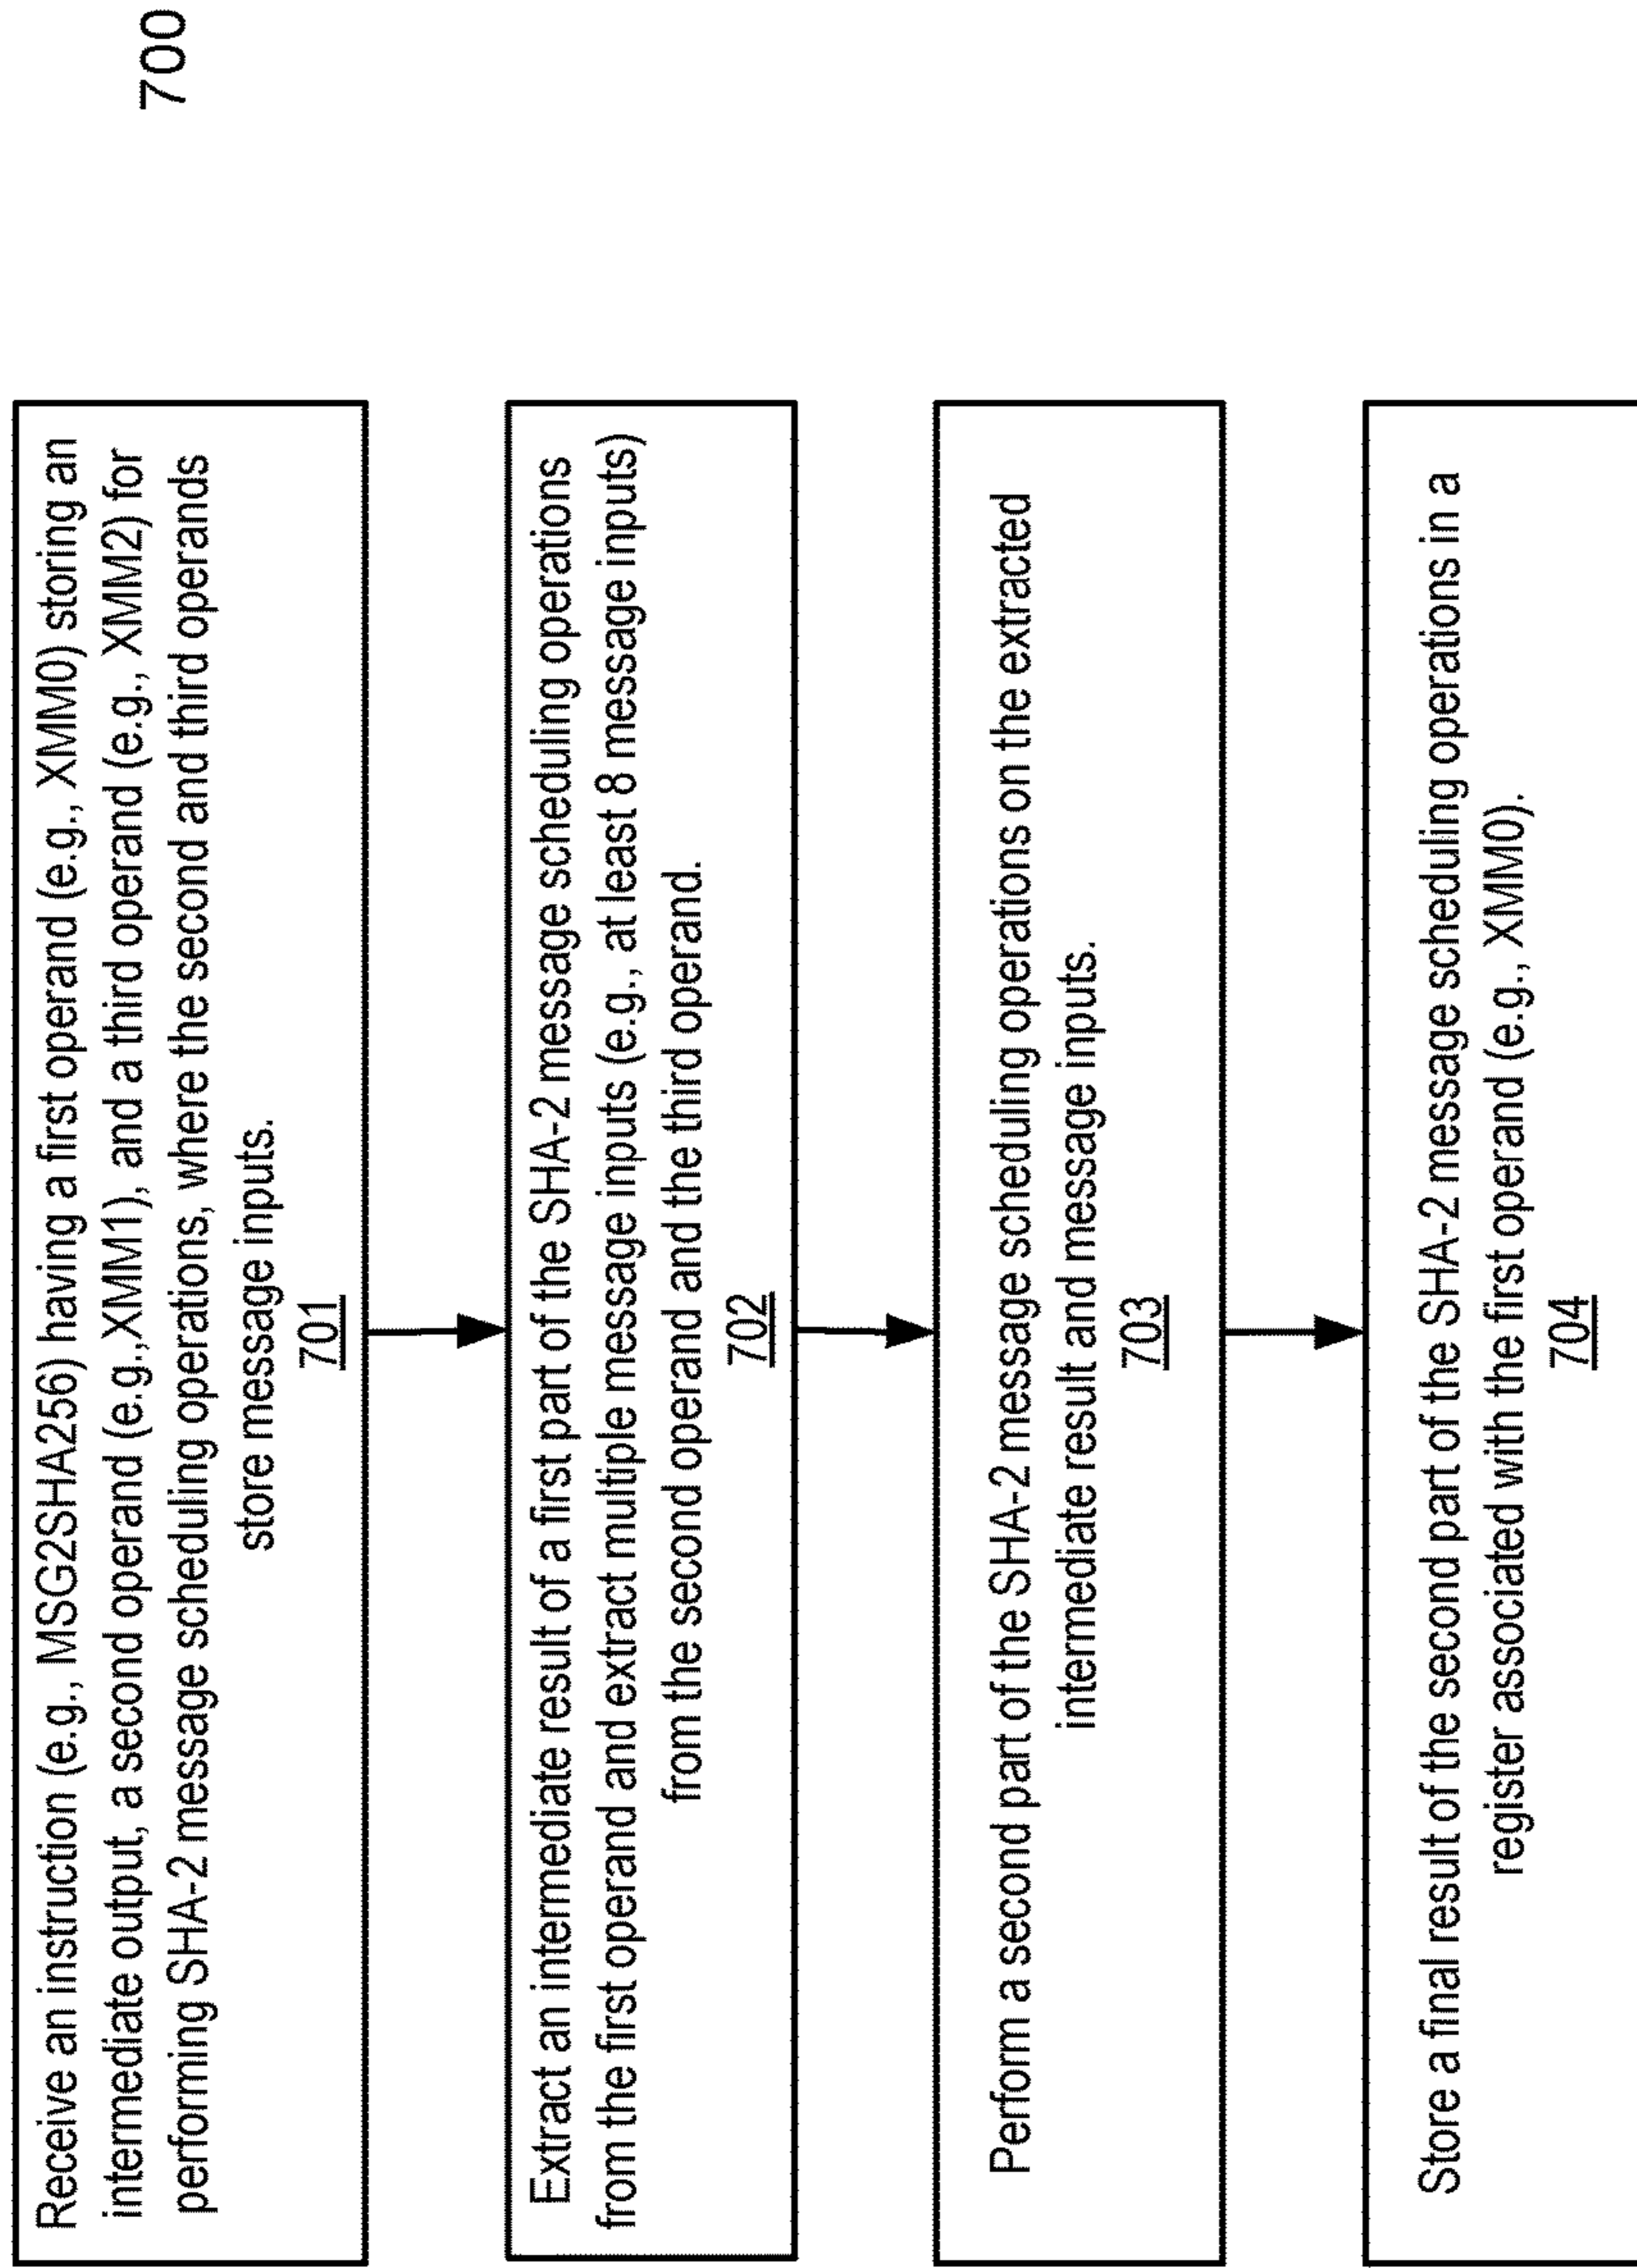 700
Receive an instruction (e.g., MSG2SHA256) having a first operand (e.g., XMM0) storing an
intermediate output, a second operand (e.g.,XMM1), and a third operand (e.g., XMM2) for
performing SHA-2 message scheduling operations, where the second and third operands
store message inputs.
701
Extract an intermediate result of a first part of the SHA-2 message scheduling operations
from the first operand and extract multiple message inputs (e.g., at least 8 message inputs)
from the second operand and the third operand.
702
Perform a second part of the SHA-2 message scheduling operations on the extracted
intermediate result and message inputs.
703
Store a final result of the second part of the SHA-2 message scheduling operations in a
register associated with the first operand (e.g., XMM0).
704